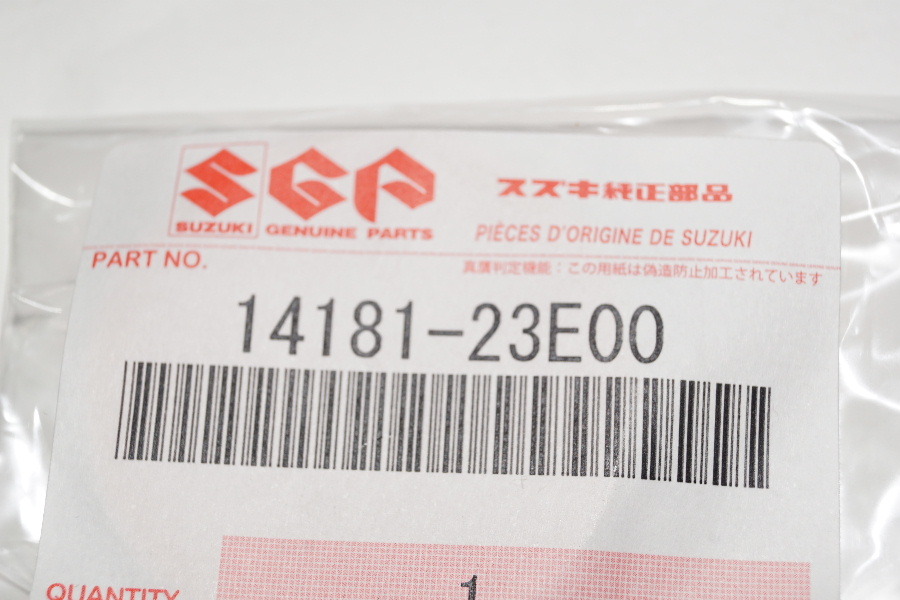 SGP
スズキ純正部品
SUZUKI GENUINE PARTS
PIÈCES D'ORIGINE DE SUZUKI
PART NO.
真贋判定機能：この用紙は偽造防止加工されています
14181-23E00
QUANTITY
1